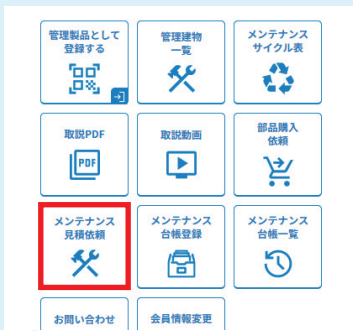 管理製品として
登録する
管理建物
一覧
メンテナンス
サイクル表
取説PDF
PDF
取説動画
部品購入
依頼
メンテナンス
見積依頼
メンテナンス
台帳登録
メンテナンス
台帳一覧
お問い合わせ
会員情報変更